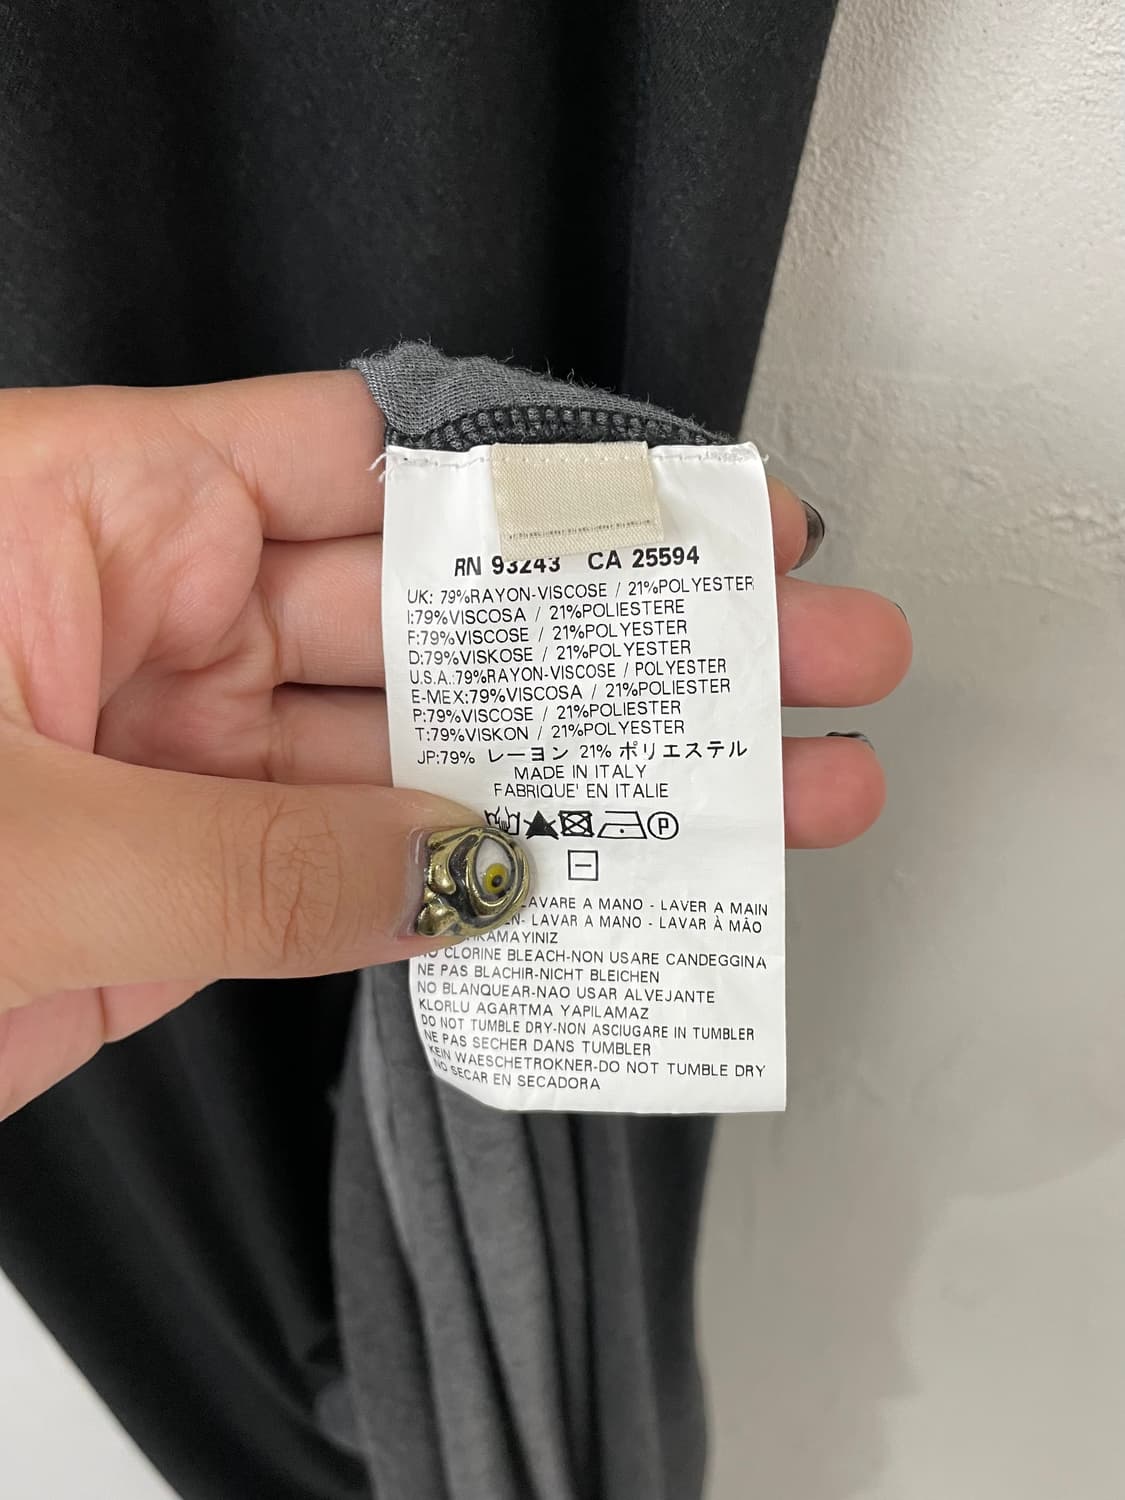 RN 93243 CA 25594
UK: 79%RAYON-VISCOSE / 21%POLYESTER
I:79%VISCOSA / 21%POLIESTERE
F:79%VISCOSE / 21%POLYESTER
D:79%VISKOSE / 21%POLYESTER
U.S.A.:79%RAYON-VISCOSE / POLYESTER
E-MEX:79%VISCOSA / 21%POLIESTER
P:79%VISCOSE / 21%POLIESTER
T:79%VISKON / 21%POLYESTER
JP:79% レーヨン 21% ポリエステル
MADE IN ITALY
FABRIQUE' EN ITALIE
P
LAVARE A MANO - LAVER A MAIN
- LAVAR A MANO - LAVAR À MÃO
CLORINE BLEACH-NON USARE CANDEGGINA
NE PAS BLACHIR-NICHT BLEICHEN
NO BLANQUEAR-NAO USAR ALVEJANTE
KLORLU AGARTMA YAPILAMAZ
DO NOT TUMBLE DRY-NON ASCIUGARE IN TUMBLER
NE PAS SECHER DANS TUMBLER
KEIN WAESCHETROKNER-DO NOT TUMBLE DRY
NO SECAR EN SECADORA